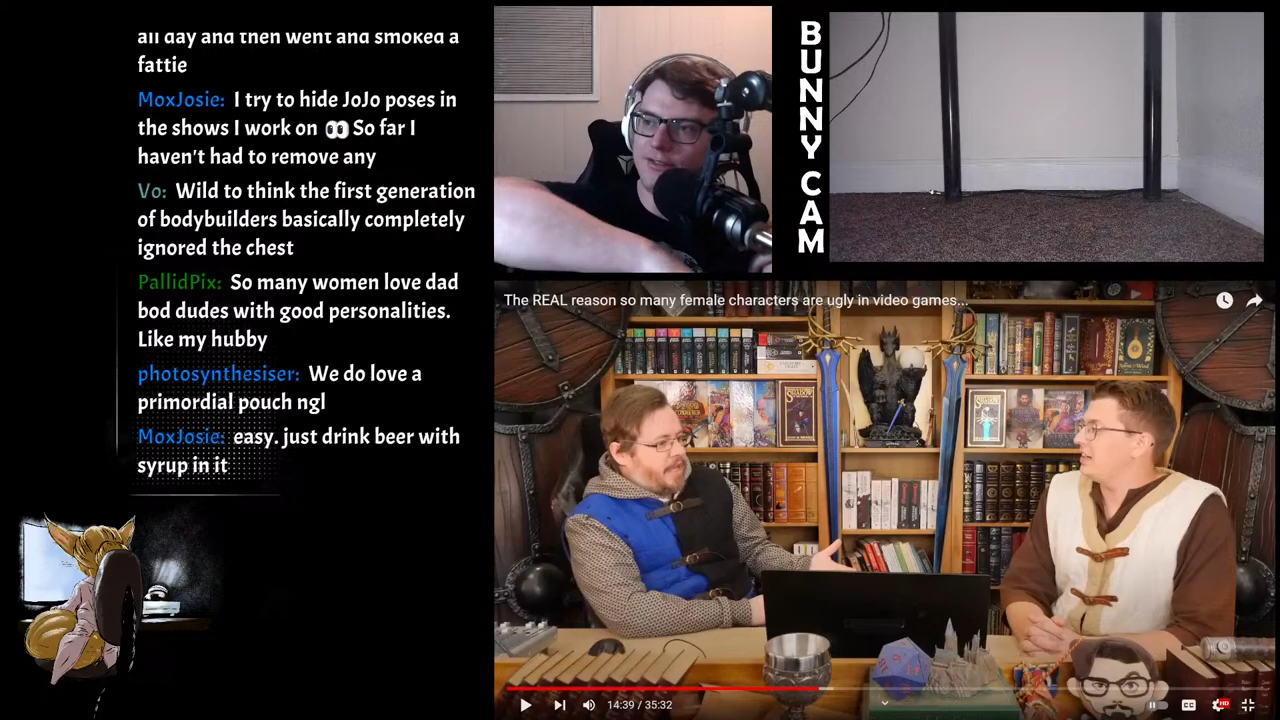 all day and then went and smoked a
fattie
MoxJosie: I try to hide JoJo poses in
the shows I work on 👀 So far I
haven't had to remove any
Vo: Wild to think the first generation
of bodybuilders basically completely
ignored the chest
PallidPix: So many women love dad
bod dudes with good personalities.
Like my hubby
photosynthesiser: We do love a
primordial pouch ngl
MoxJosie: easy. just drink beer with
syrup in it
BUNNY CAM
The REAL reason so many female characters are ugly in video games...
14:39 / 35:32
CC
HD